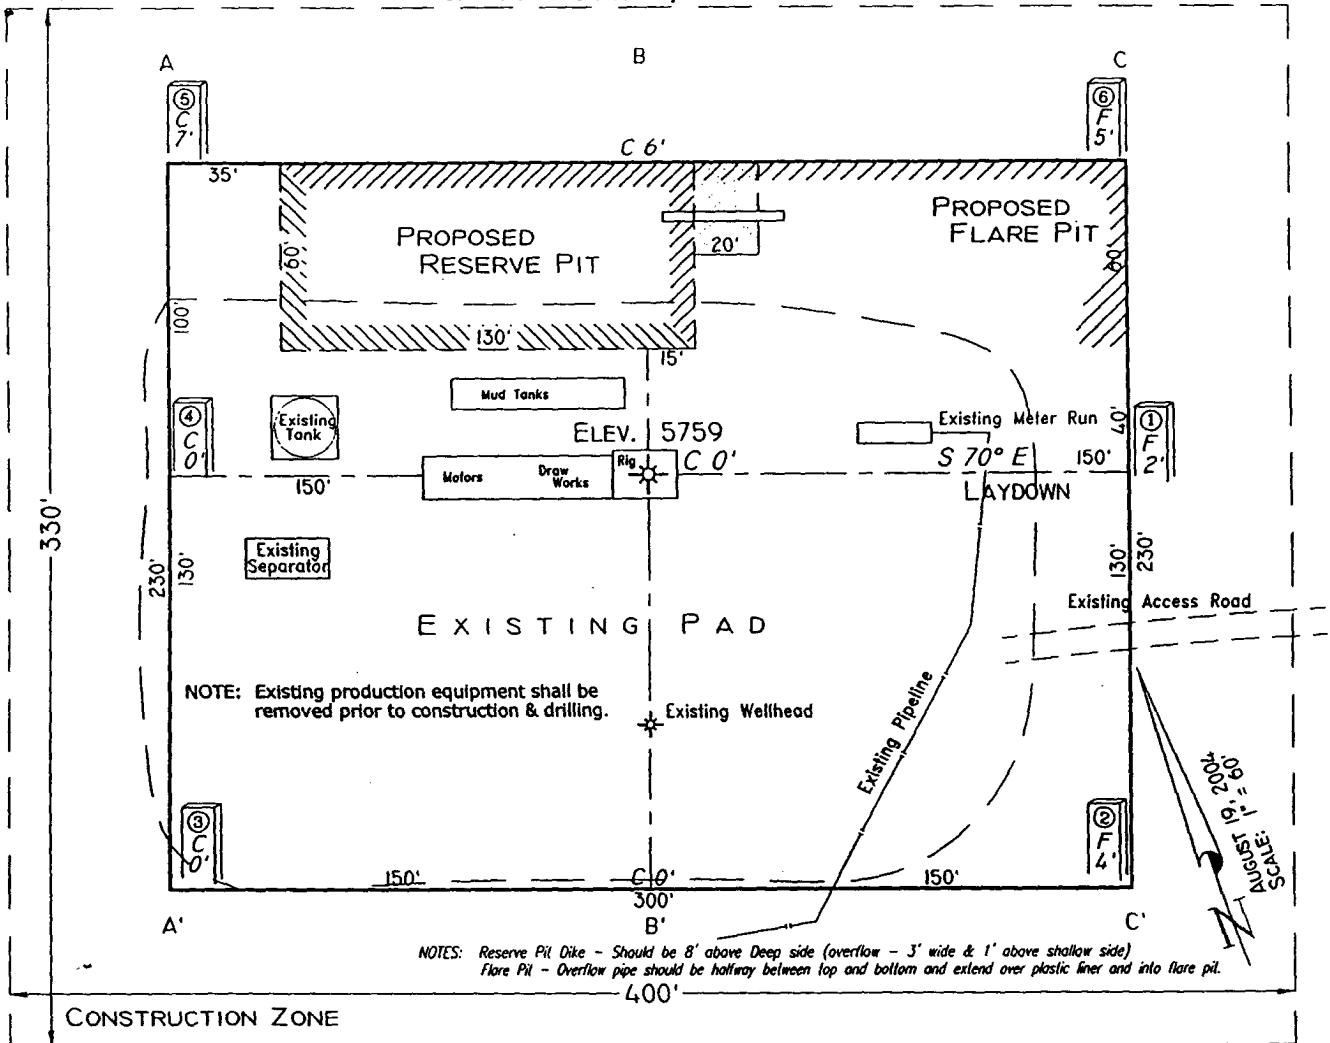 A
B
C
⑤
C
7'
⑥
F
5'
C 6'
35'
PROPOSED
RESERVE PIT
60'
20'
PROPOSED
FLARE PIT
60'
100'
130'
15'
Mud Tanks
④
C
0'
Existing
Tank
ELEV. 5759
Existing Meter Run
40'
①
F
2'
Motors
Draw
Works
Rig
C 0'
S 70° E
150'
150'
LAYDOWN
330'
Existing
Separator
230'
130'
130'
230'
Existing Access Road
EXISTING PAD
NOTE: Existing production equipment shall be
removed prior to construction & drilling.
Existing Wellhead
Existing Pipeline
AUGUST 19, 2004
SCALE: 1" = 60'
N
③
C
0'
②
F
4'
150'
C 0'
150'
300'
A'
B'
C'
NOTES: Reserve Pit Dike - Should be 8' above Deep side (overflow - 3' wide & 1' above shallow side)
Flare Pit - Overflow pipe should be halfway between top and bottom and extend over plastic liner and into flare pit.
400'
CONSTRUCTION ZONE